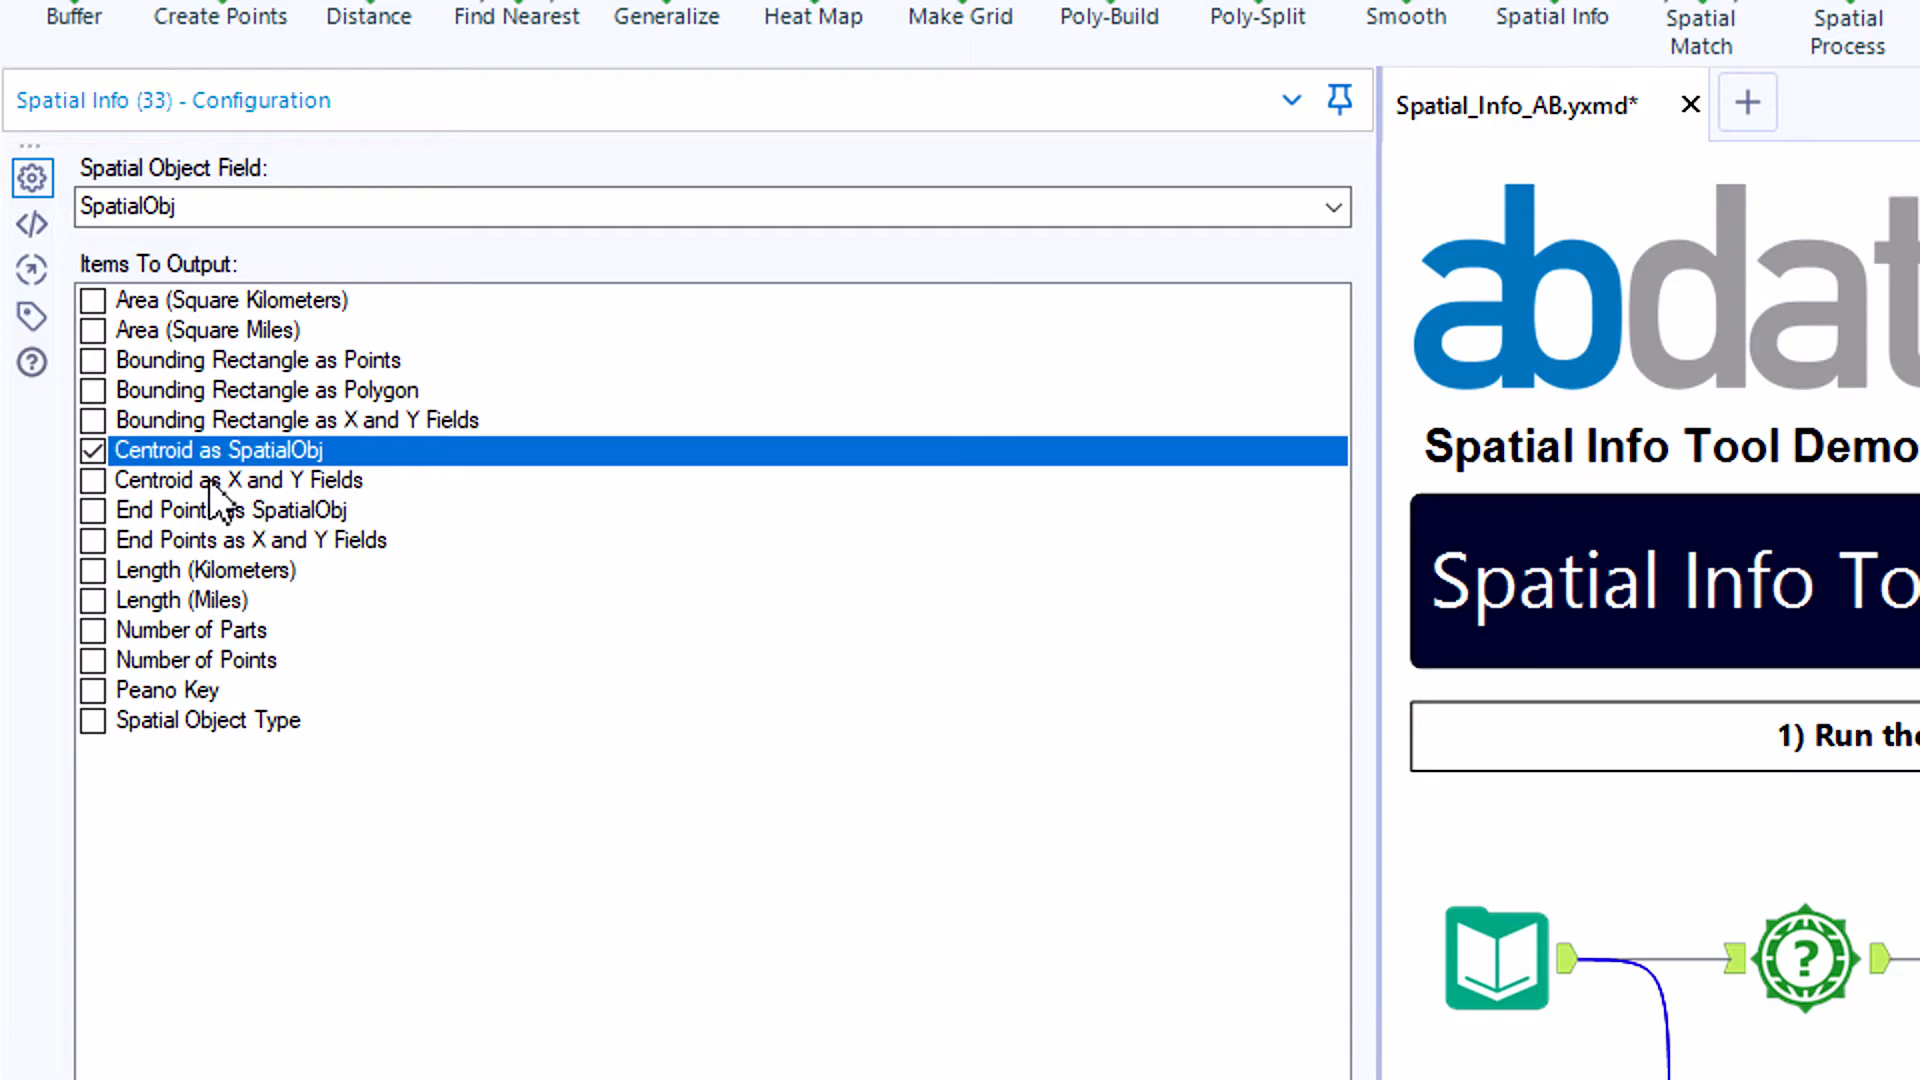 Buffer
Create Points
Distance
Find Nearest
Generalize
Heat Map
Make Grid
Poly-Build
Poly-Split
Smooth
Spatial Info
Spatial
Match
Spatial
Process
Spatial Info (33) - Configuration
Spatial_Info_AB.yxmd*
Spatial Object Field:
SpatialObj
Items To Output:
Area (Square Kilometers)
Area (Square Miles)
Bounding Rectangle as Points
Bounding Rectangle as Polygon
Bounding Rectangle as X and Y Fields
Centroid as SpatialObj
Centroid as X and Y Fields
End Points as SpatialObj
End Points as X and Y Fields
Length (Kilometers)
Length (Miles)
Number of Parts
Number of Points
Peano Key
Spatial Object Type
abdat
Spatial Info Tool Demo
Spatial Info To
1) Run the